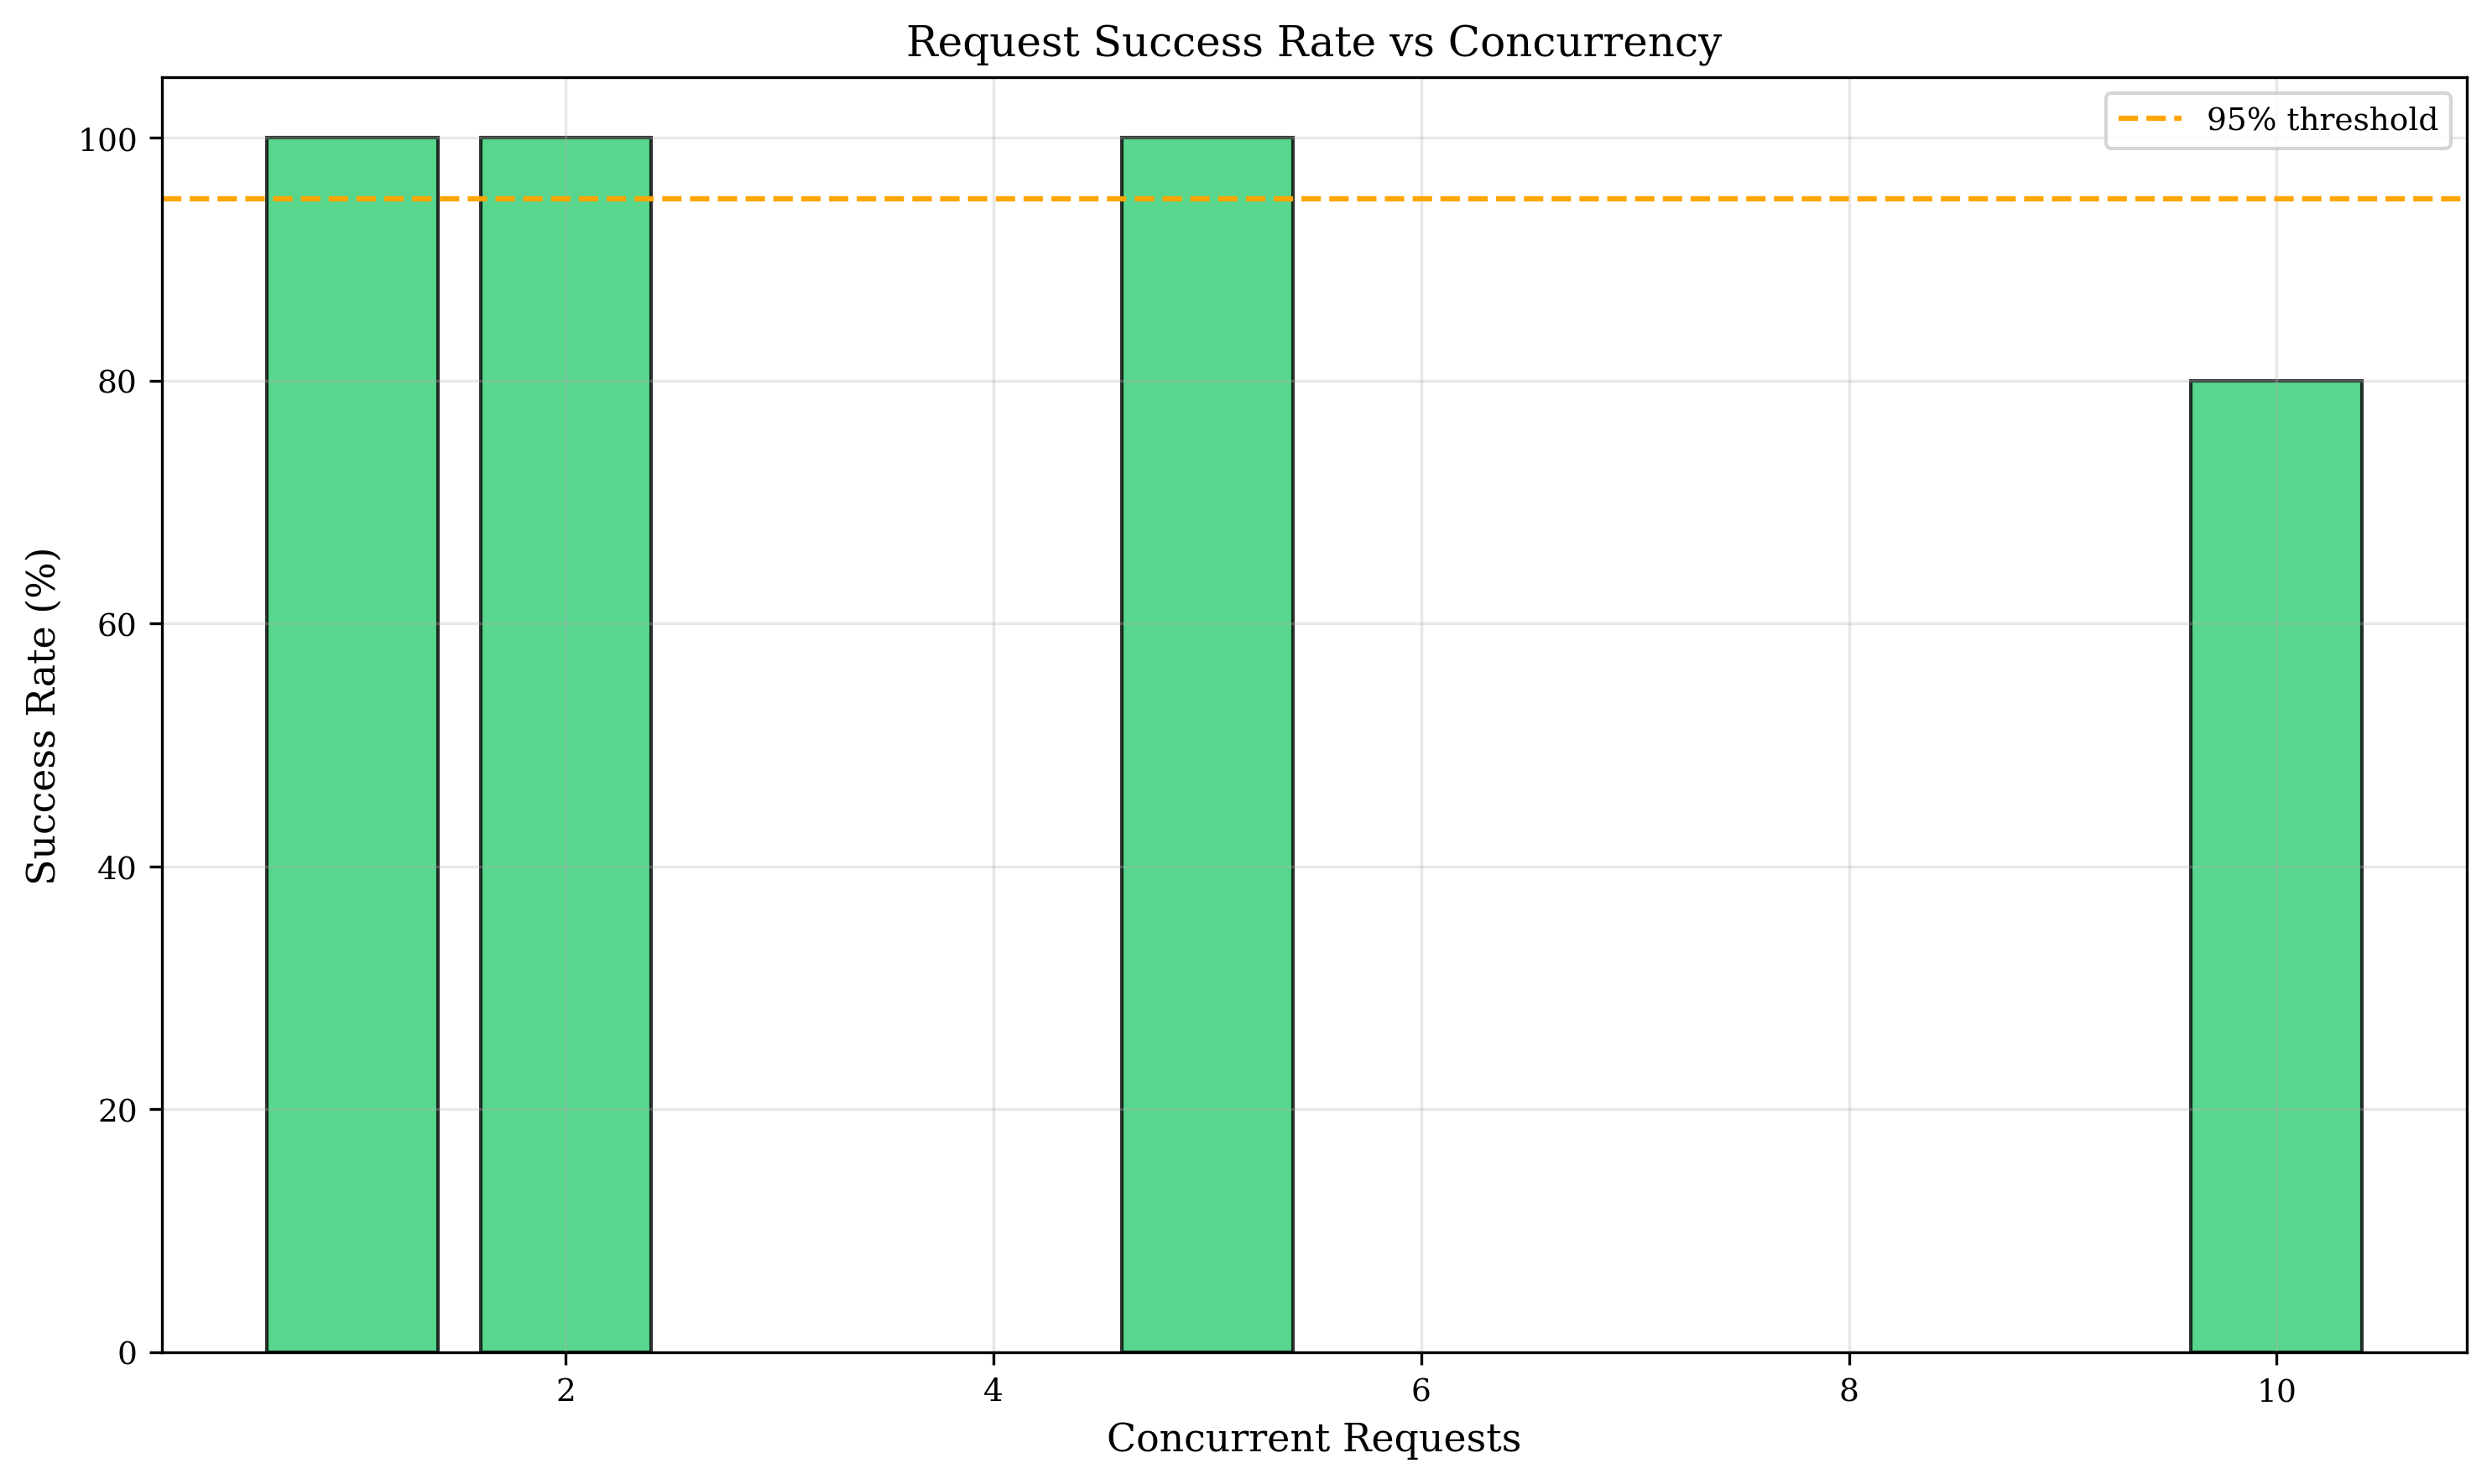 Request Success Rate vs Concurrency
95% threshold
100
80
60
40
20
0
Success Rate (%)
2 4 6 8 10
Concurrent Requests